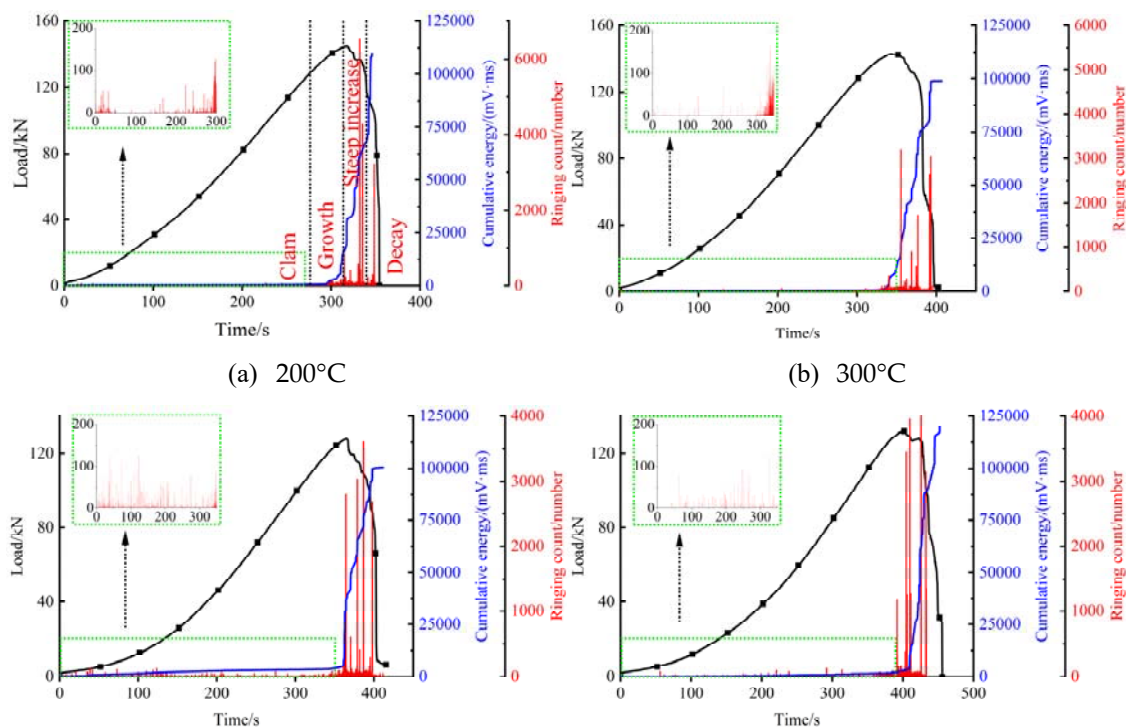 160
120
80
40
0
Load/kN
200
100
0
0 100 200 300
Clam
Growth
Steep increase
Decay
0 100 200 300 400
Time/s
125000
100000
75000
50000
25000
0
Cumulative energy/(mV·ms)
6000
4000
2000
0
Ringing count/number
(a) 200°C
160
120
80
40
0
Load/kN
200
100
0
0 100 200 300
0 100 200 300 400
Time/s
125000
100000
75000
50000
25000
0
Cumulative energy/(mV·ms)
6000
5000
4000
3000
2000
1000
0
Ringing count/number
(b) 300°C
120
80
40
0
Load/kN
200
100
0
0 100 200 300
0 100 200 300 400
Time/s
125000
100000
75000
50000
25000
0
Cumulative energy/(mV·ms)
4000
3000
2000
1000
0
Ringing count/number
120
80
40
0
Load/kN
200
100
0
0 100 200 300
0 100 200 300 400 500
Time/s
125000
100000
75000
50000
25000
0
Cumulative energy/(mV·ms)
4000
3000
2000
1000
0
Ringing count/number